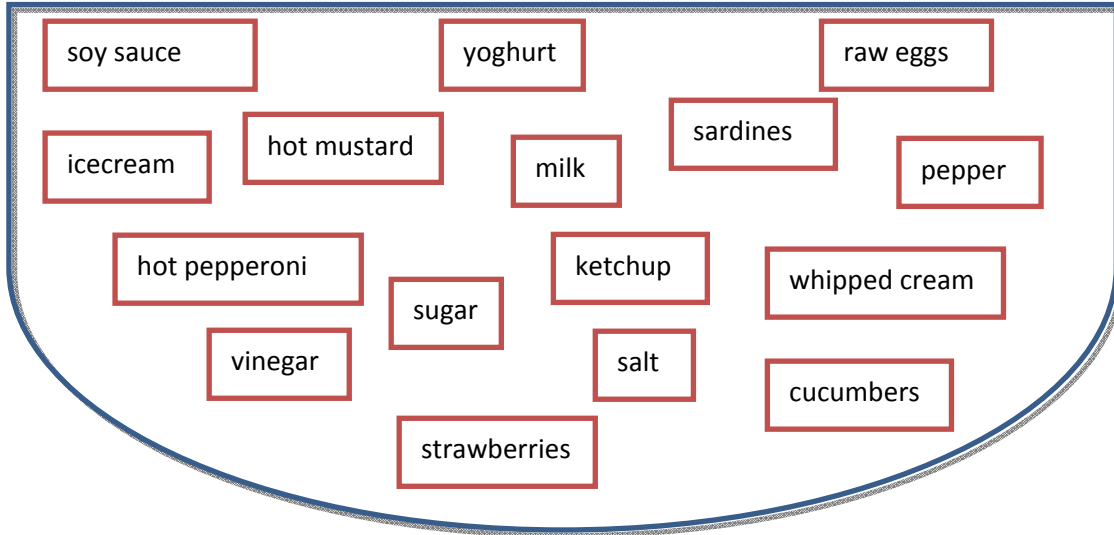 soy sauce
yoghurt
raw eggs
icecream
hot mustard
milk
sardines
pepper
hot pepperoni
sugar
ketchup
whipped cream
vinegar
salt
cucumbers
strawberries